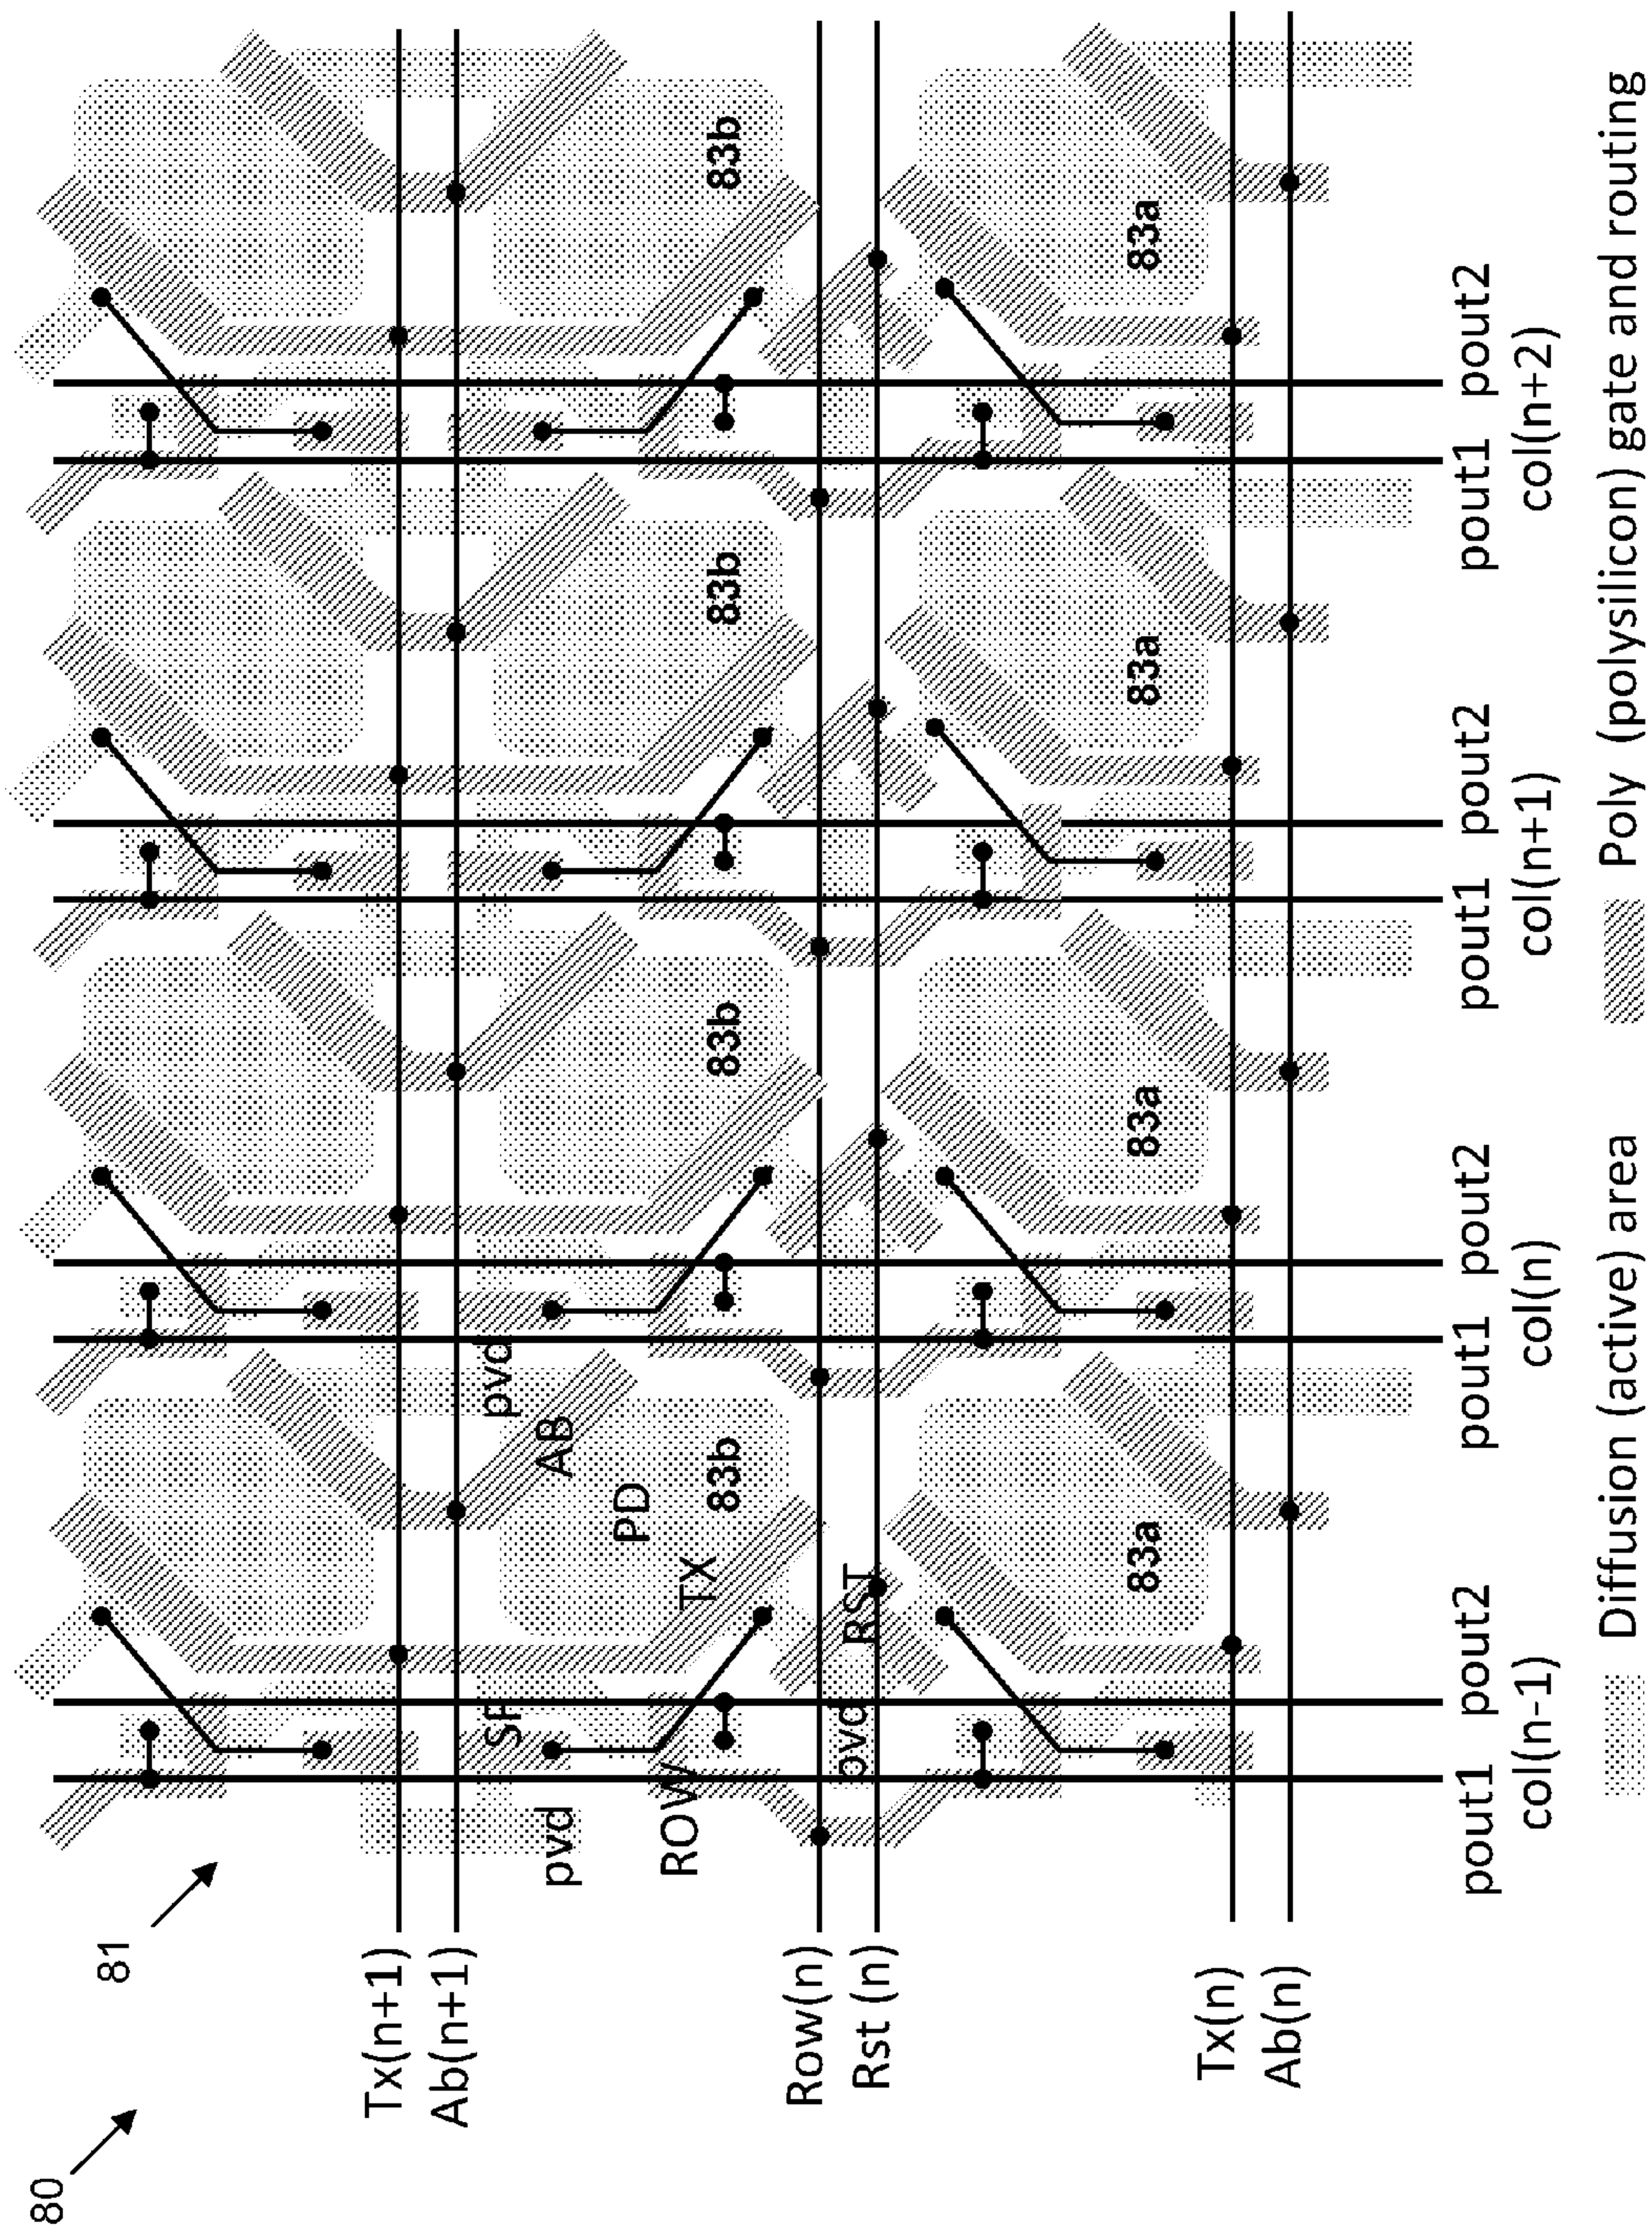 80
81
Tx(n+1)
Ab(n+1)
pvd
SF
pvd
AB
PD
ROW
TX
83b
83b
83b
83b
Row(n)
Rst (n)
pvd
RST
83a
83a
83a
83a
Tx(n)
Ab(n)
pout1 pout2 pout1 pout2 pout1 pout2 pout1 pout2
col(n-1) col(n) col(n+1) col(n+2)
Diffusion (active) area
Poly (polysilicon) gate and routing